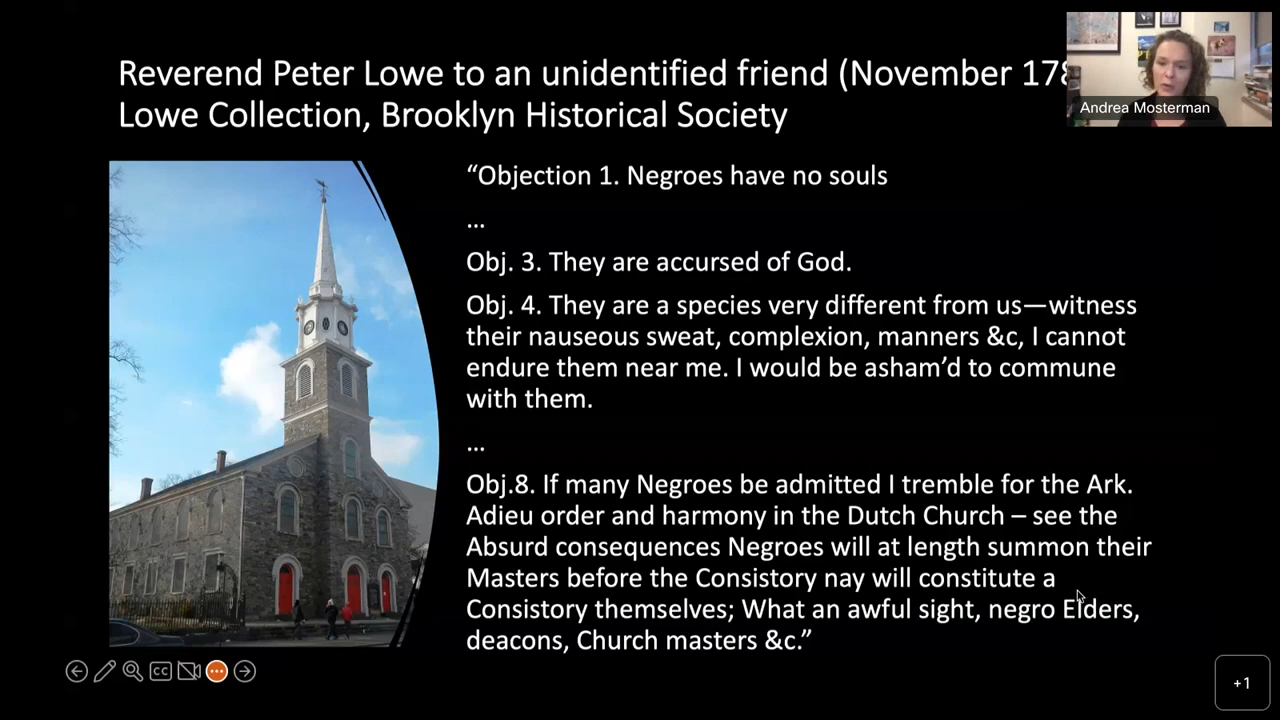 Reverend Peter Lowe to an unidentified friend (November 178
Lowe Collection, Brooklyn Historical Society
Andrea Mosterman
“Objection 1. Negroes have no souls
...
Obj. 3. They are accursed of God.
Obj. 4. They are a species very different from us—witness
their nauseous sweat, complexion, manners &c, I cannot
endure them near me. I would be asham’d to commune
with them.
...
Obj.8. If many Negroes be admitted I tremble for the Ark.
Adieu order and harmony in the Dutch Church – see the
Absurd consequences Negroes will at length summon their
Masters before the Consistory nay will constitute a
Consistory themselves; What an awful sight, negro Elders,
deacons, Church masters &c.”
CC
+1